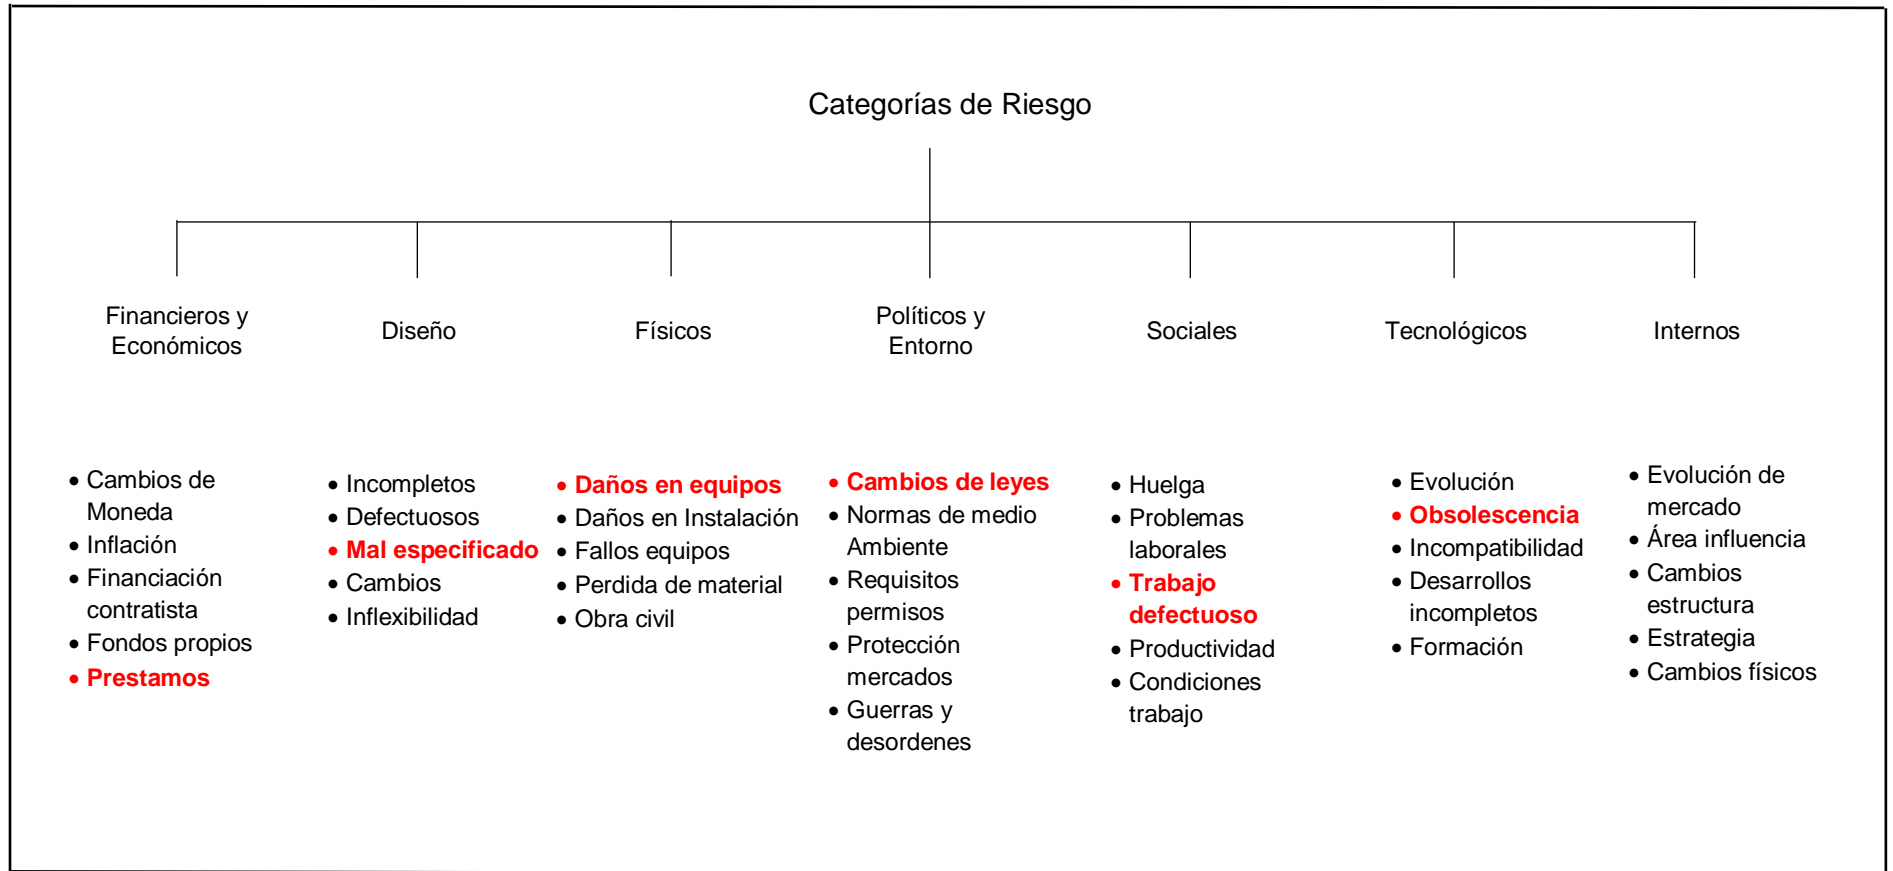 Categorías de Riesgo
Financieros y
Económicos
Diseño
Físicos
Políticos y
Entorno
Sociales
Tecnológicos
Internos
• Cambios de
Moneda
• Inflación
• Financiación
contratista
• Fondos propios
• Prestamos
• Incompletos
• Defectuosos
• Mal especificado
• Cambios
• Inflexibilidad
• Daños en equipos
• Daños en Instalación
• Fallos equipos
• Perdida de material
• Obra civil
• Cambios de leyes
• Normas de medio
Ambiente
• Requisitos
permisos
• Protección
mercados
• Guerras y
desordenes
• Huelga
• Problemas
laborales
• Trabajo
defectuoso
• Productividad
• Condiciones
trabajo
• Evolución
• Obsolescencia
• Incompatibilidad
• Desarrollos
incompletos
• Formación
• Evolución de
mercado
• Área influencia
• Cambios
estructura
• Estrategia
• Cambios físicos